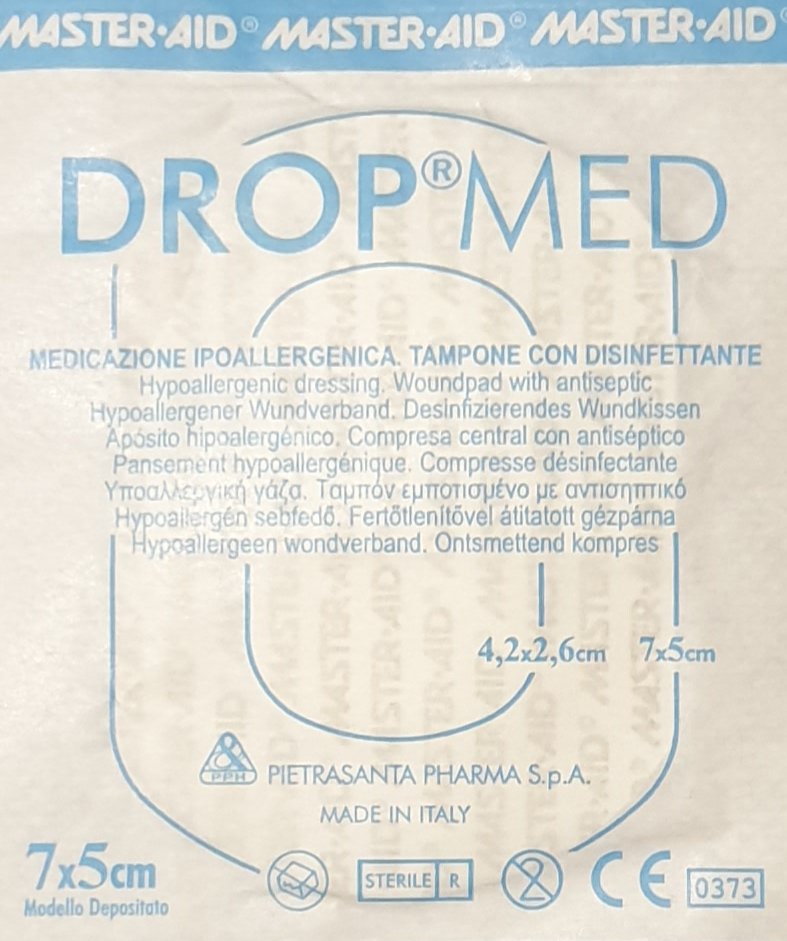 MASTER•AID® MASTER•AID® MASTER•AID®
DROP®MED
MEDICAZIONE IPOALLERGENICA. TAMPONE CON DISINFETTANTE
Hypoallergenic dressing. Woundpad with antiseptic
Hypoallergener Wundverband. Desinfizierendes Wundkissen
Apósito hipoalergénico. Compresa central con antiséptico
Pansement hypoallergénique. Compresse désinfectante
Υποαλλεργική γάζα. Ταμπόν εμποτισμένο με αντισηπτικό
Hypoallergén sebfedő. Fertőtlenítővel átitatott gézpárna
Hypoallergeen wondverband. Ontsmettend kompres
4,2x2,6cm 7x5cm
PPH PIETRASANTA PHARMA S.p.A.
MADE IN ITALY
7x5cm
Modello Depositato
STERILE R 2 CE 0373